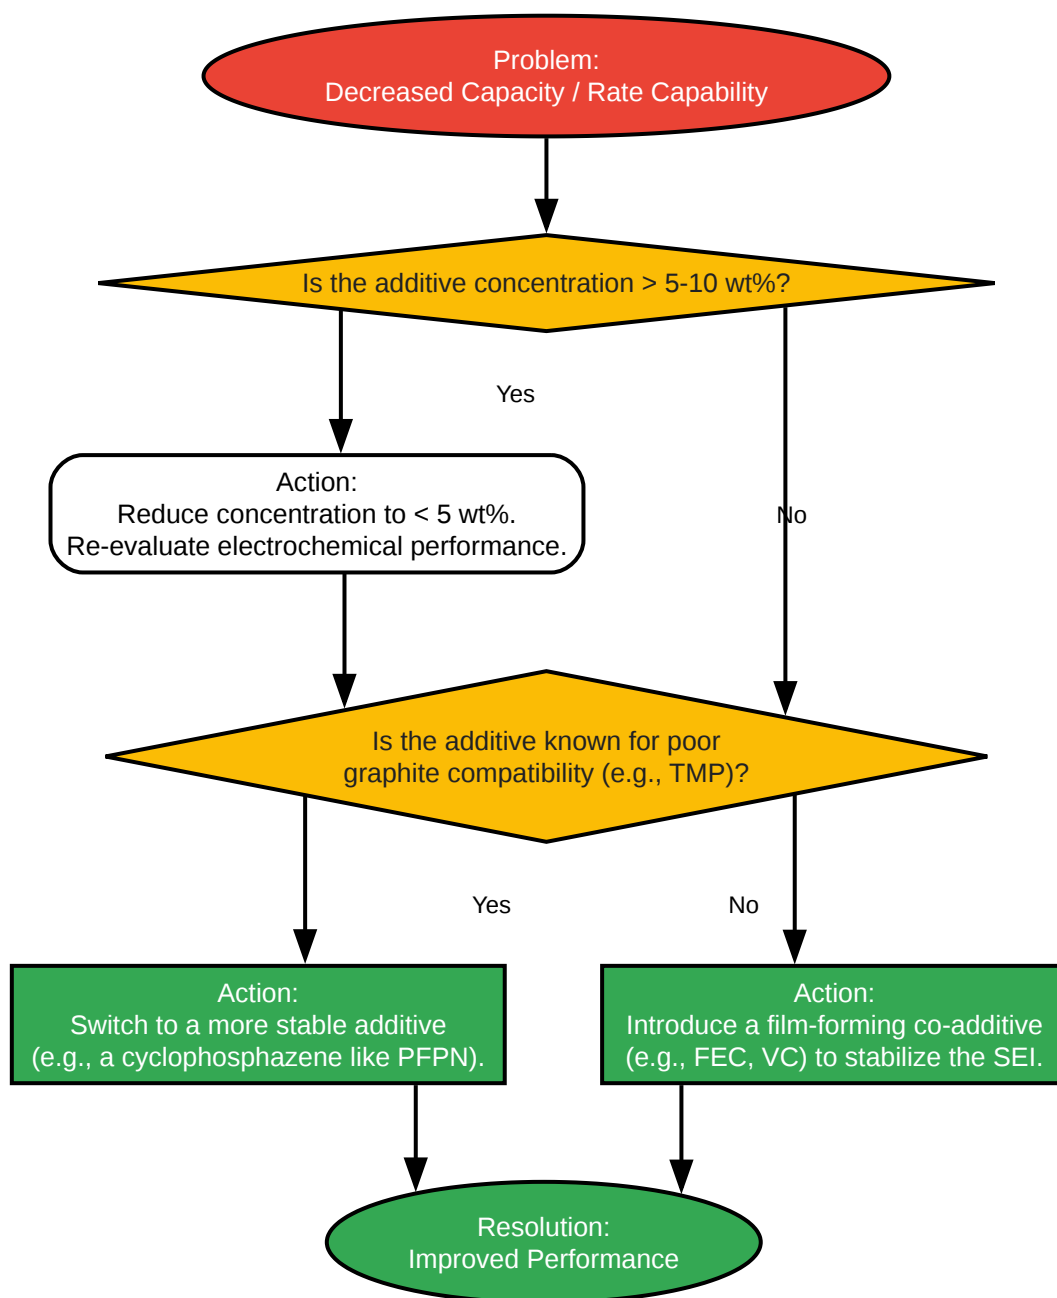 Problem:
Decreased Capacity / Rate Capability
Is the additive concentration > 5-10 wt%?
Yes
Action:
Reduce concentration to < 5 wt%.
Re-evaluate electrochemical performance.
No
Is the additive known for poor
graphite compatibility (e.g., TMP)?
Yes
No
Action:
Switch to a more stable additive
(e.g., a cyclophosphazene like PFPN).
Action:
Introduce a film-forming co-additive
(e.g., FEC, VC) to stabilize the SEI.
Resolution:
Improved Performance